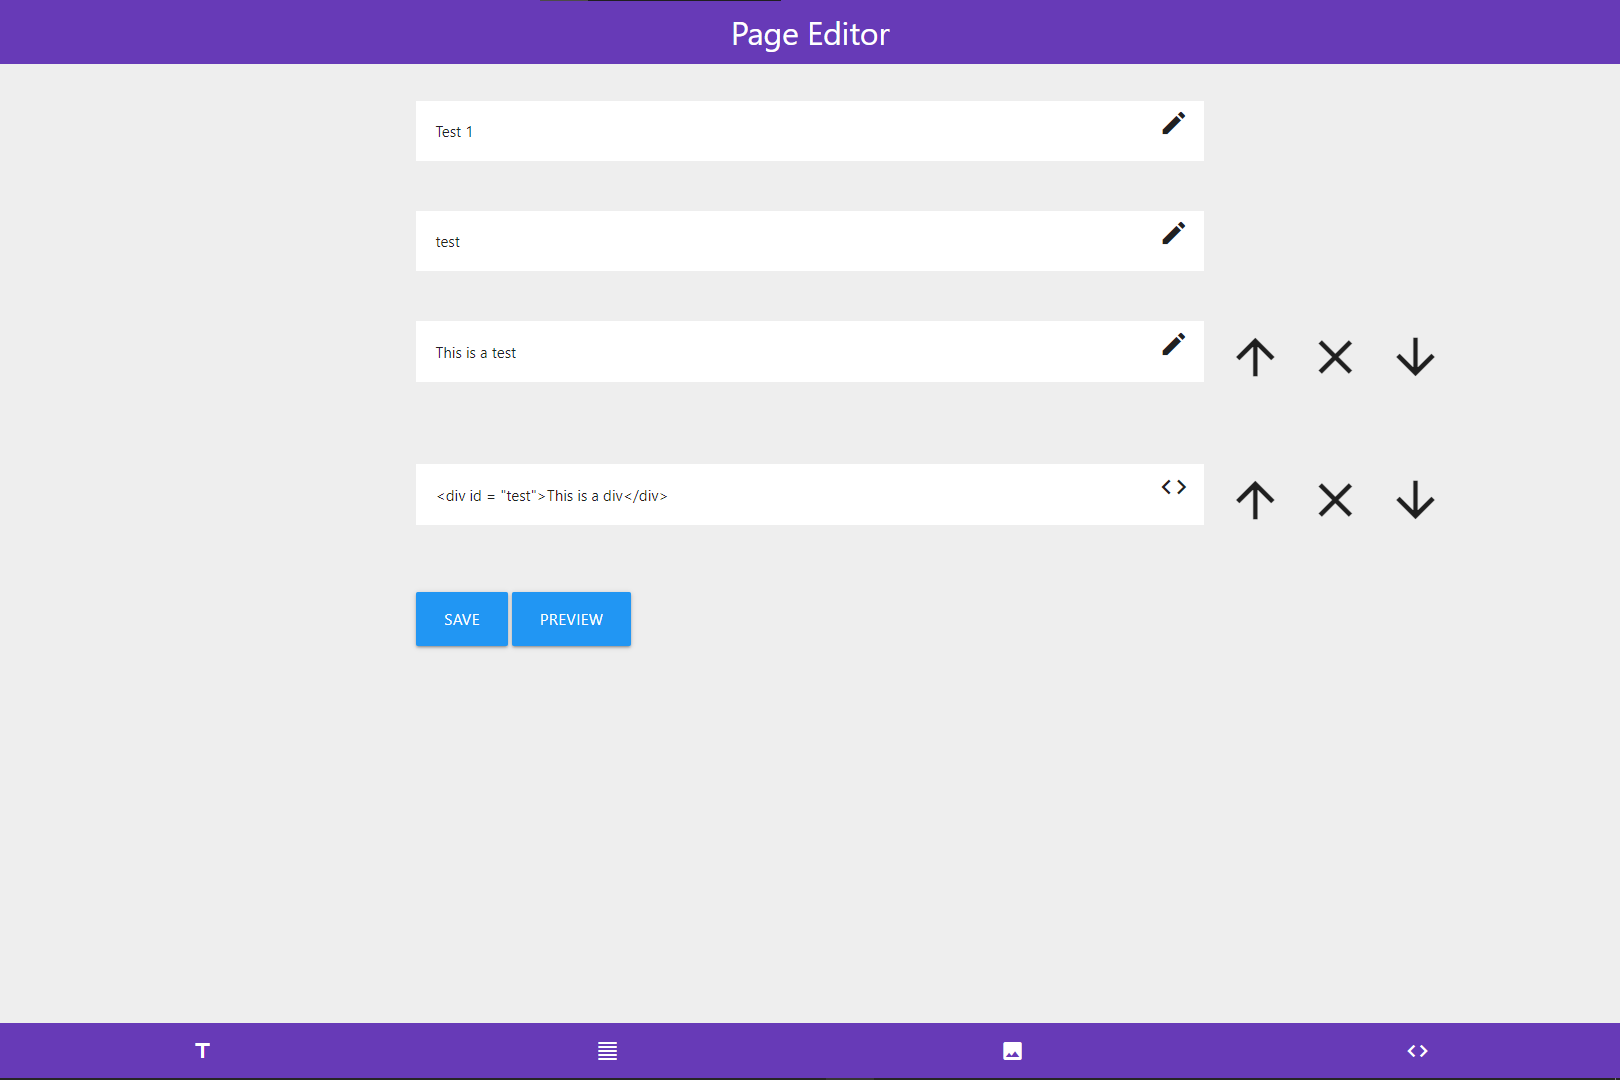 Page Editor
Test 1
test
This is a test
<div id = "test">This is a div</div>
SAVE PREVIEW